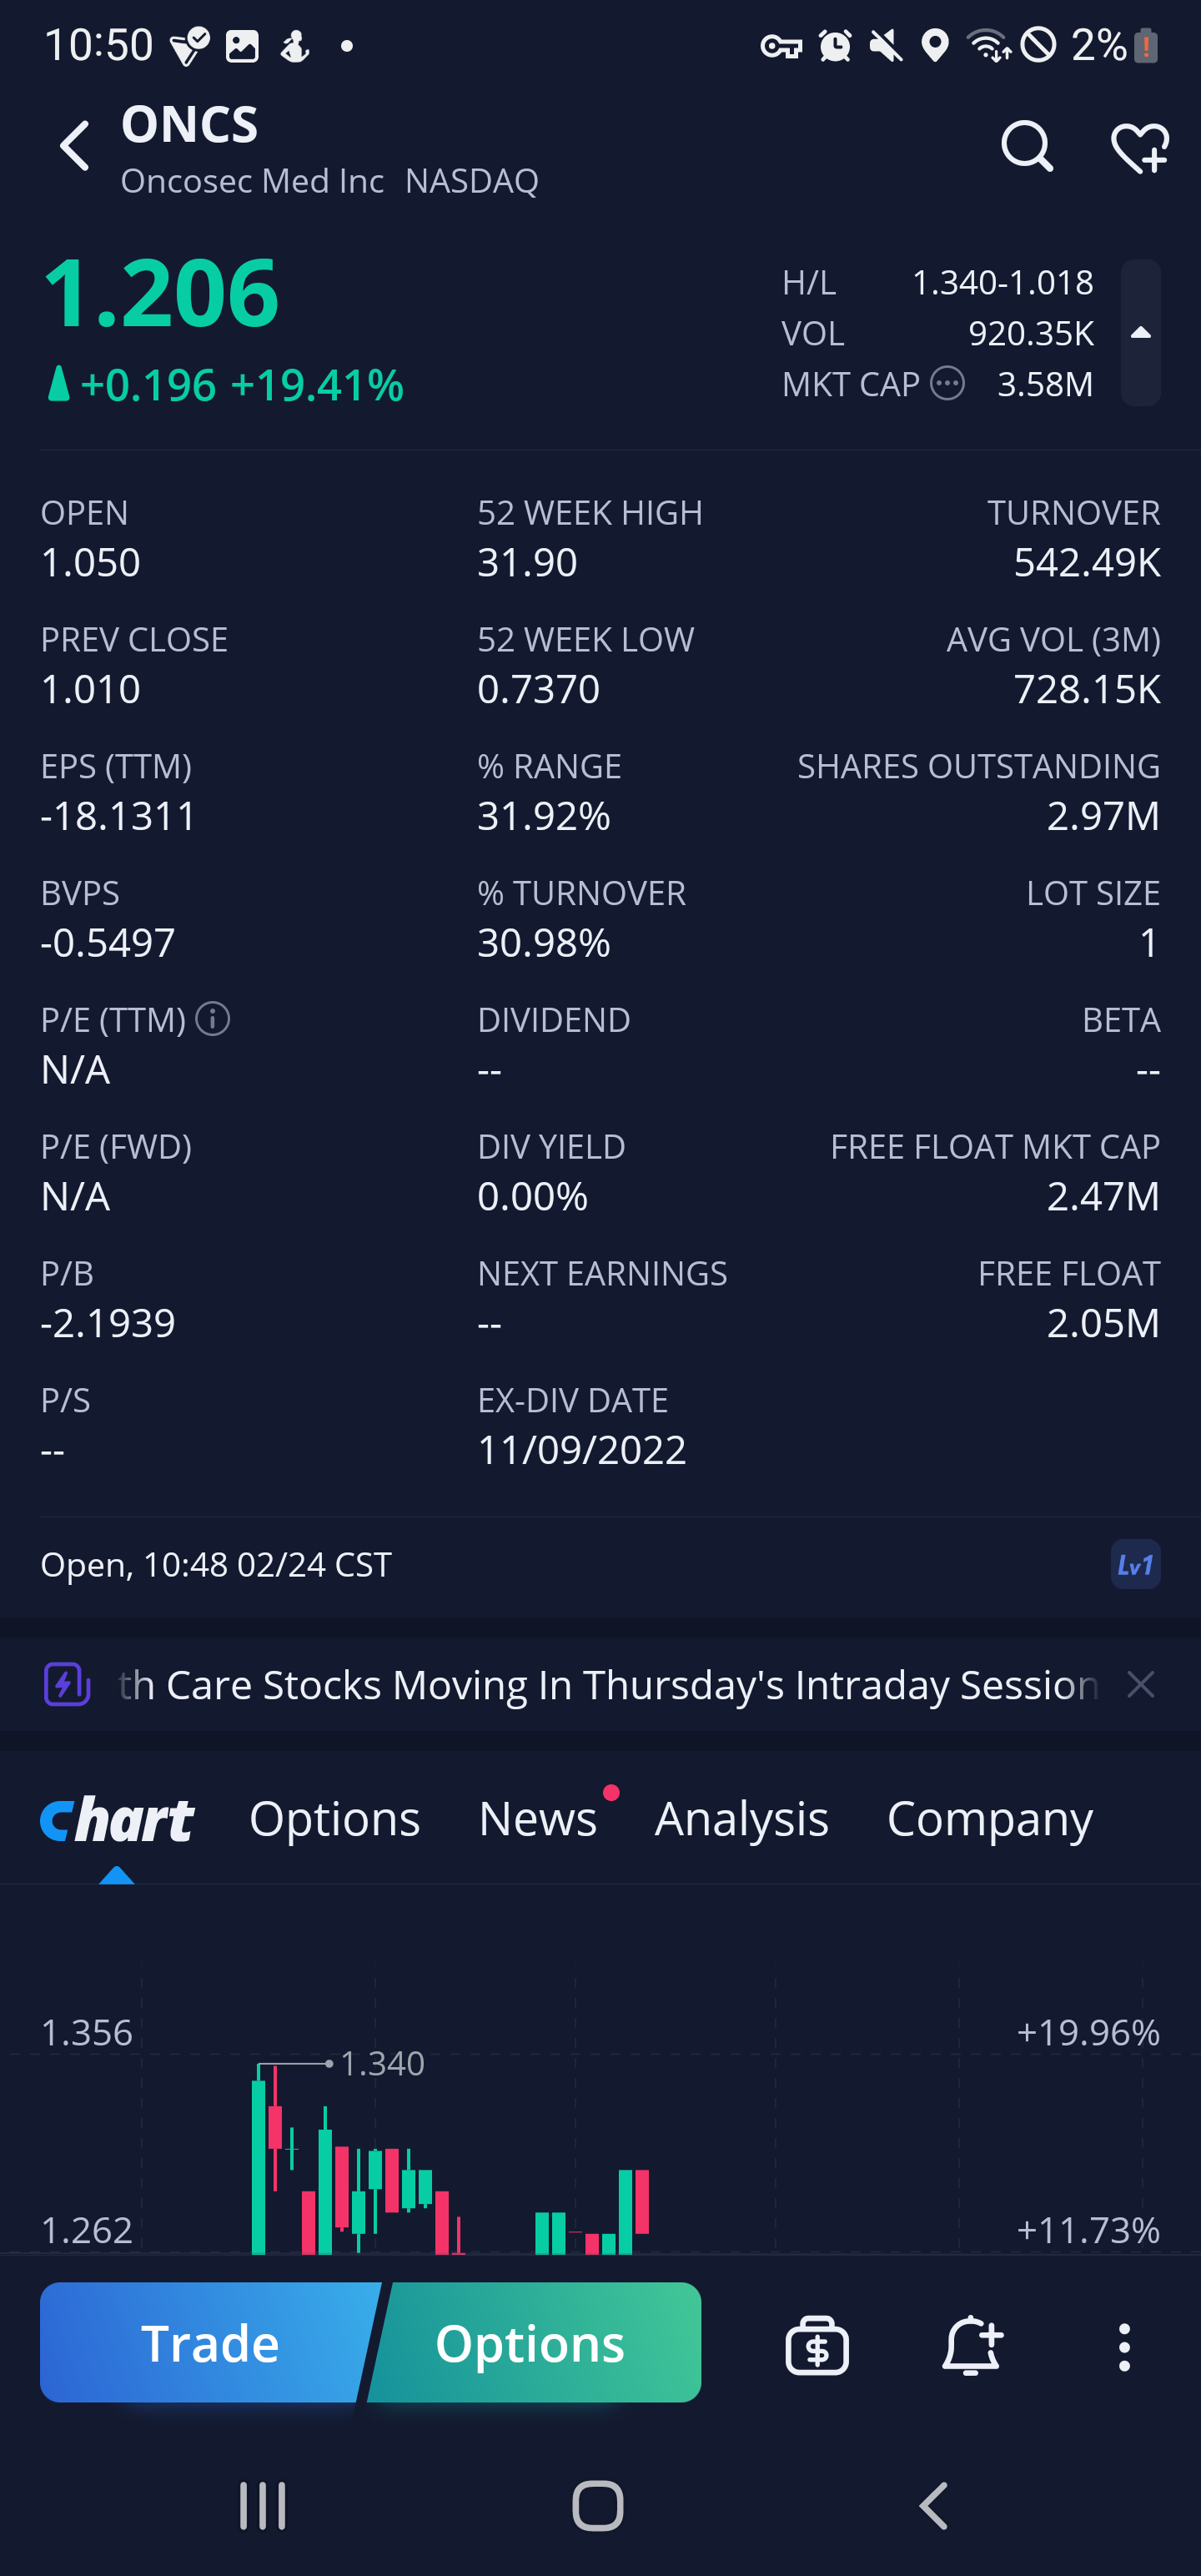 10:50 2%
ONCS
Oncosec Med Inc NASDAQ
1.206
+0.196 +19.41%
H/L 1.340-1.018
VOL 920.35K
MKT CAP 3.58M
OPEN 52 WEEK HIGH TURNOVER
1.050 31.90 542.49K
PREV CLOSE 52 WEEK LOW AVG VOL (3M)
1.010 0.7370 728.15K
EPS (TTM) % RANGE SHARES OUTSTANDING
-18.1311 31.92% 2.97M
BVPS % TURNOVER LOT SIZE
-0.5497 30.98% 1
P/E (TTM) DIVIDEND BETA
N/A -- --
P/E (FWD) DIV YIELD FREE FLOAT MKT CAP
N/A 0.00% 2.47M
P/B NEXT EARNINGS FREE FLOAT
-2.1939 -- 2.05M
P/S EX-DIV DATE
-- 11/09/2022
Open, 10:48 02/24 CST Lv1
th Care Stocks Moving In Thursday's Intraday Session
Chart Options News Analysis Company
1.356 +19.96%
1.340
1.262 +11.73%
Trade Options